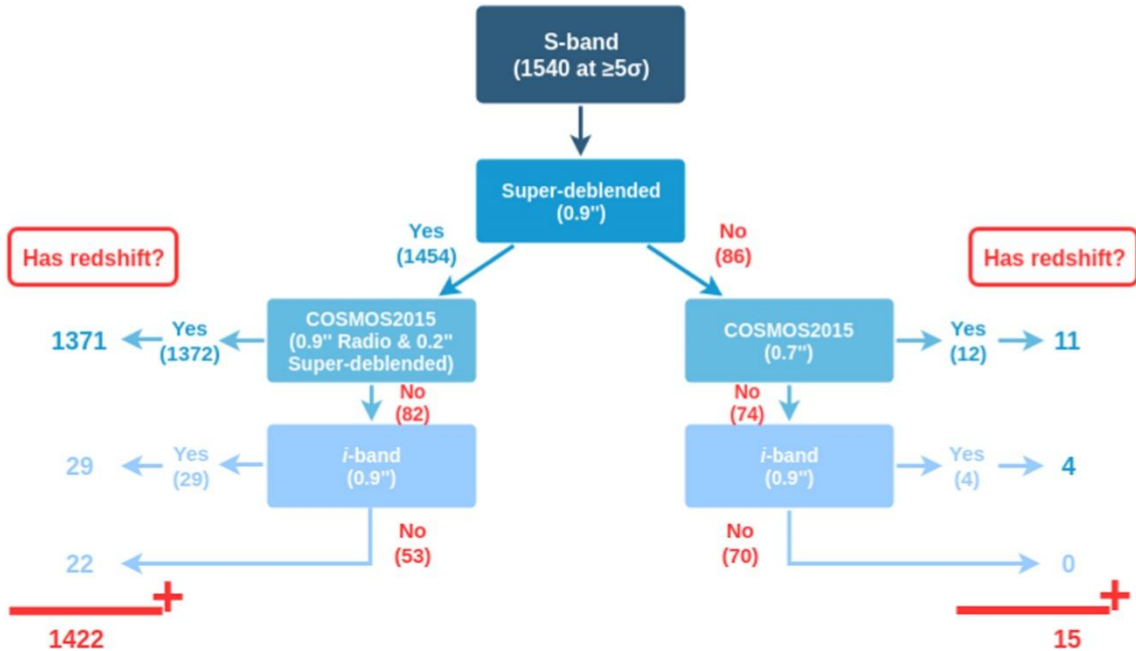 S-band
(1540 at ≥5σ)
Super-deblended
(0.9'')
Yes
(1454)
No
(86)
Has redshift?
Has redshift?
COSMOS2015
(0.9'' Radio & 0.2''
Super-deblended)
Yes
(1372)
1371
COSMOS2015
(0.7'')
Yes
(12)
11
No
(82)
No
(74)
i-band
(0.9'')
Yes
(29)
29
i-band
(0.9'')
Yes
(4)
4
No
(53)
22
No
(70)
0
+
1422
+
15